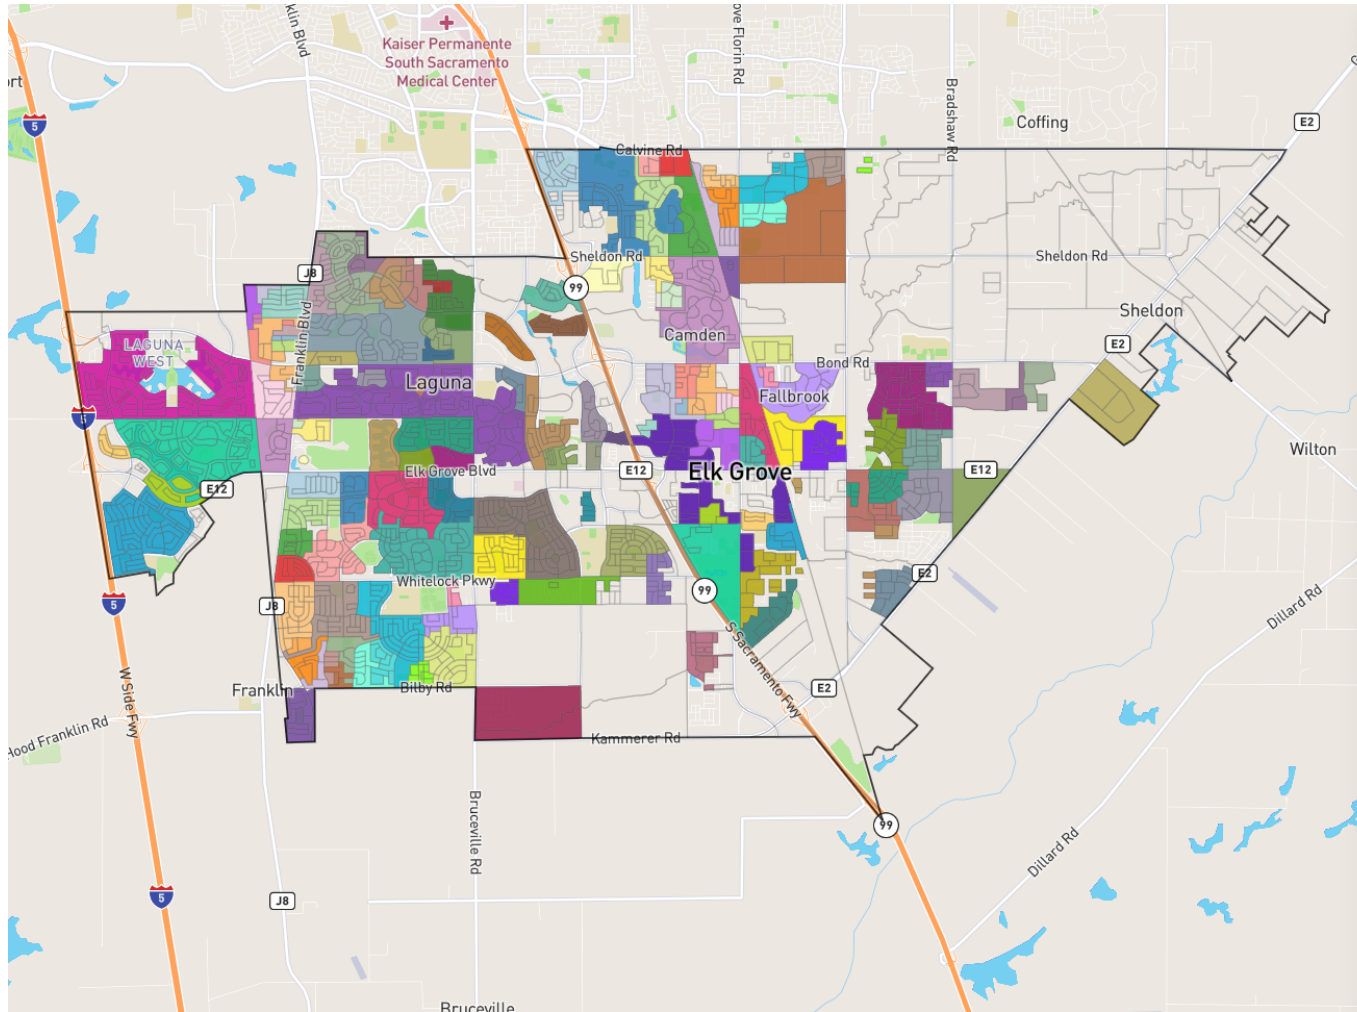 klin Blvd
Kaiser Permanente
South Sacramento
Medical Center
ove Florin Rd
Bradshaw Rd
ort
5
Coffing
E2
Calvine Rd
Sheldon Rd
Sheldon Rd
J8
99
Franklin Blvd
Sheldon
LAGUNA
WEST
Camden
E2
Bond Rd
Laguna
Fallbrook
5
Wilton
Elk Grove Blvd
E12
Elk Grove
E12
E12
Whitelock Pkwy
E2
5
J8
99
Dillard Rd
S Sacramento Fwy
W Side Fwy
Franklin
Bilby Rd
E2
Hood Franklin Rd
Kammerer Rd
Bruceville Rd
99
Dillard Rd
5
J8
Bruceville